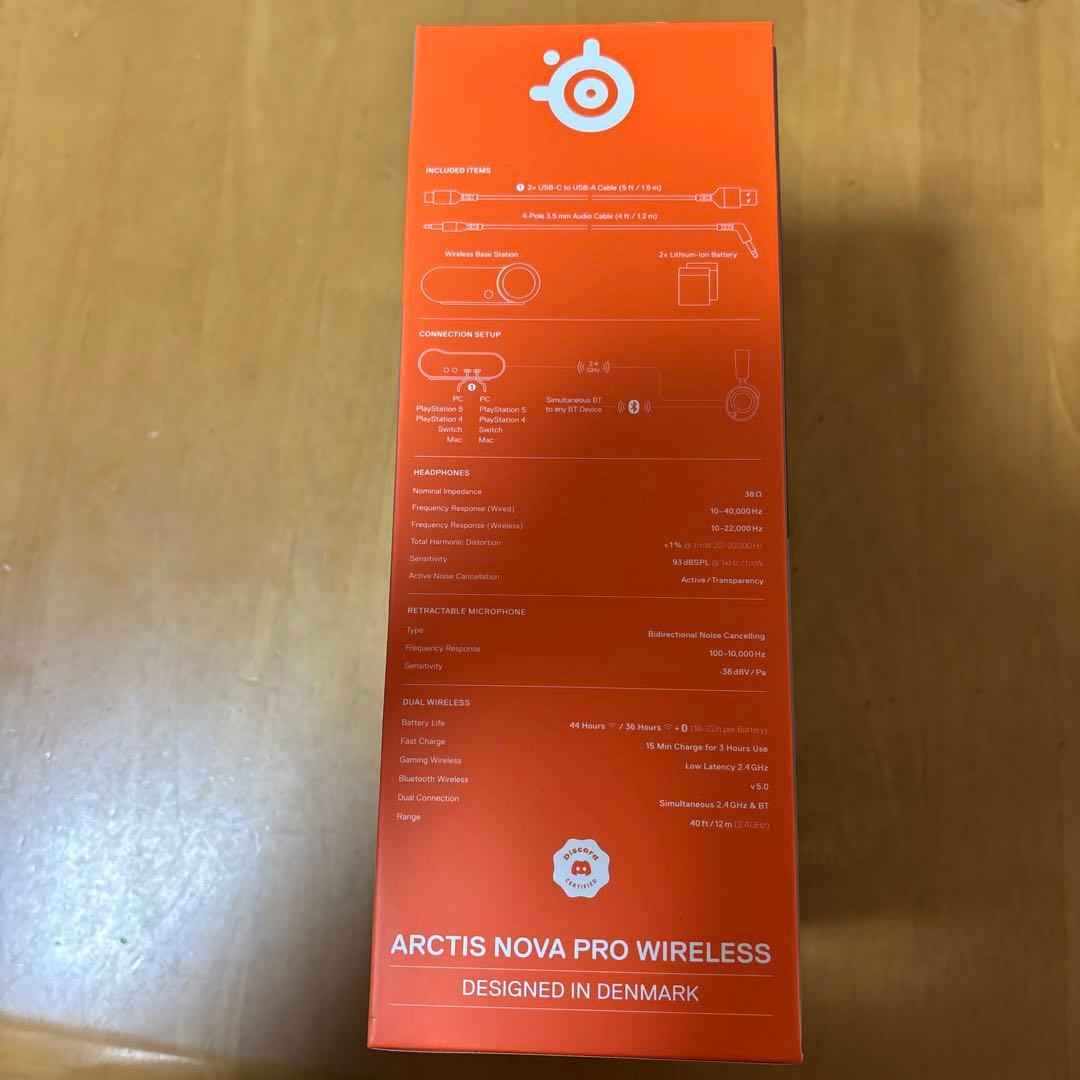 INCLUDED ITEMS
1 2x USB-C to USB-A Cable (5 ft / 1.5 m)
4-Pole 3.5 mm Audio Cable (4 ft / 1.2 m)
Wireless Base Station 2x Lithium-Ion Battery
CONNECTION SETUP
2.4
GHz
1
PC PC
PlayStation 5 PlayStation 5
PlayStation 4 PlayStation 4
Switch Switch
Mac Mac
Simultaneous BT
to any BT Device
HEADPHONES
Nominal Impedance 38 Ω
Frequency Response (Wired) 10–40,000 Hz
Frequency Response (Wireless) 10–22,000 Hz
Total Harmonic Distortion <1% @ 1mW 20–20,000Hz
Sensitivity 93 dBSPL @ 1kHz/1mW
Active Noise Cancellation Active/Transparency
RETRACTABLE MICROPHONE
Type Bidirectional Noise Cancelling
Frequency Response 100–10,000 Hz
Sensitivity -38 dBV/Pa
DUAL WIRELESS
Battery Life 44 Hours / 36 Hours + (18–22h per Battery)
Fast Charge 15 Min Charge for 3 Hours Use
Gaming Wireless Low Latency 2.4GHz
Bluetooth Wireless v5.0
Dual Connection Simultaneous 2.4GHz & BT
Range 40 ft/12 m (2.4GHz)
Discord
CERTIFIED
ARCTIS NOVA PRO WIRELESS
DESIGNED IN DENMARK